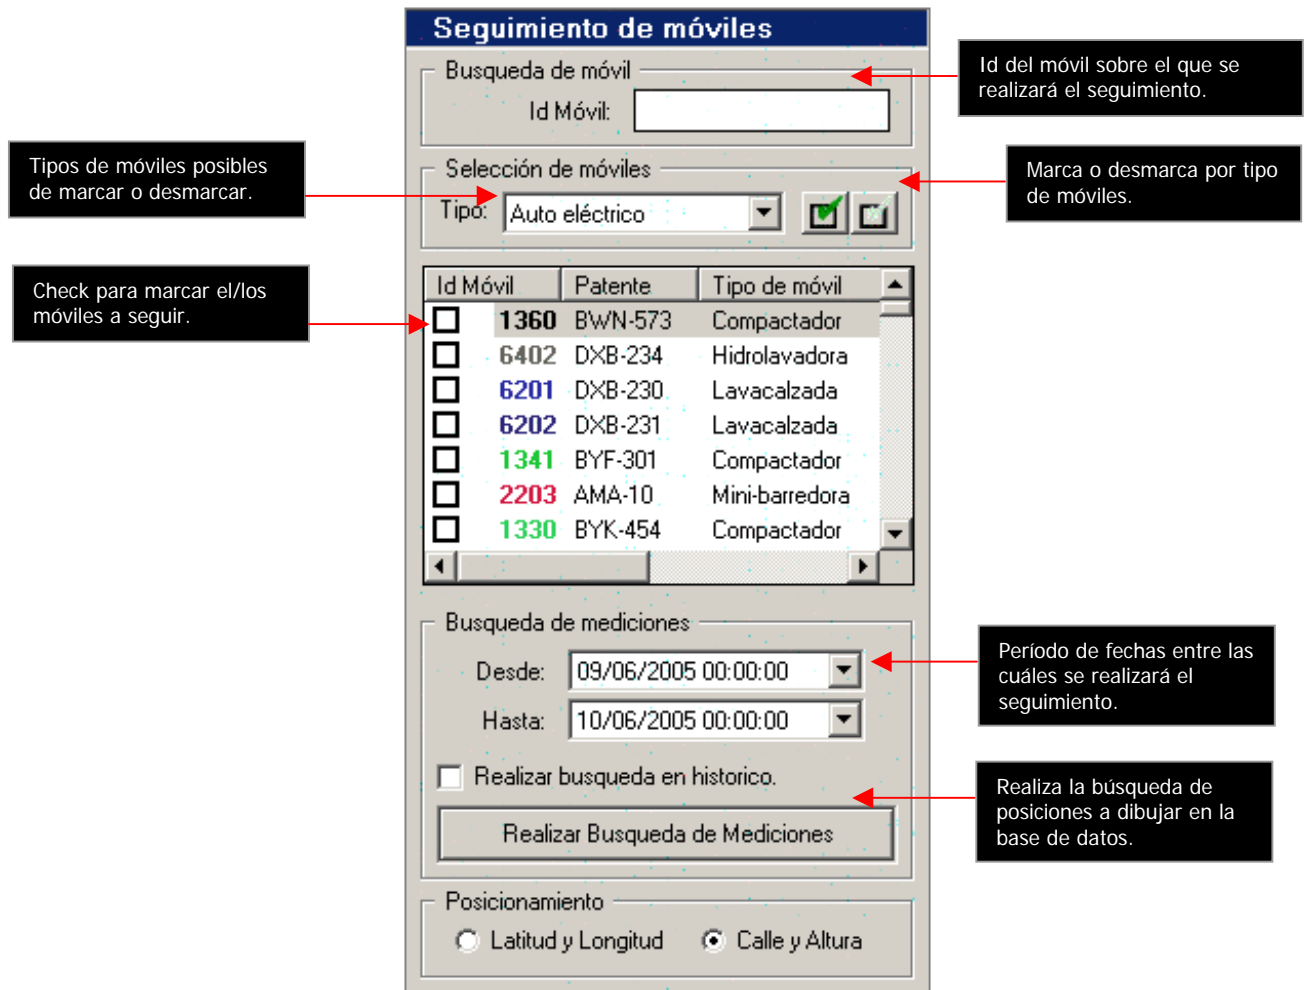 Seguimiento de móviles
Busqueda de móvil
Id Móvil:
Id del móvil sobre el que se
realizará el seguimiento.
Tipos de móviles posibles
de marcar o desmarcar.
Selección de móviles
Tipo:
Auto eléctrico
Marca o desmarca por tipo
de móviles.
Check para marcar el/los
móviles a seguir.
Id Móvil Patente Tipo de móvil
1360 BWN-573 Compactador
6402 DXB-234 Hidrolavadora
6201 DXB-230 Lavacalzada
6202 DXB-231 Lavacalzada
1341 BYF-301 Compactador
2203 AMA-10 Mini-barredora
1330 BYK-454 Compactador
Busqueda de mediciones
Desde: 09/06/2005 00:00:00
Hasta: 10/06/2005 00:00:00
Período de fechas entre las
cuáles se realizará el
seguimiento.
Realizar busqueda en historico.
Realizar Busqueda de Mediciones
Realiza la búsqueda de
posiciones a dibujar en la
base de datos.
Posicionamiento
Latitud y Longitud Calle y Altura